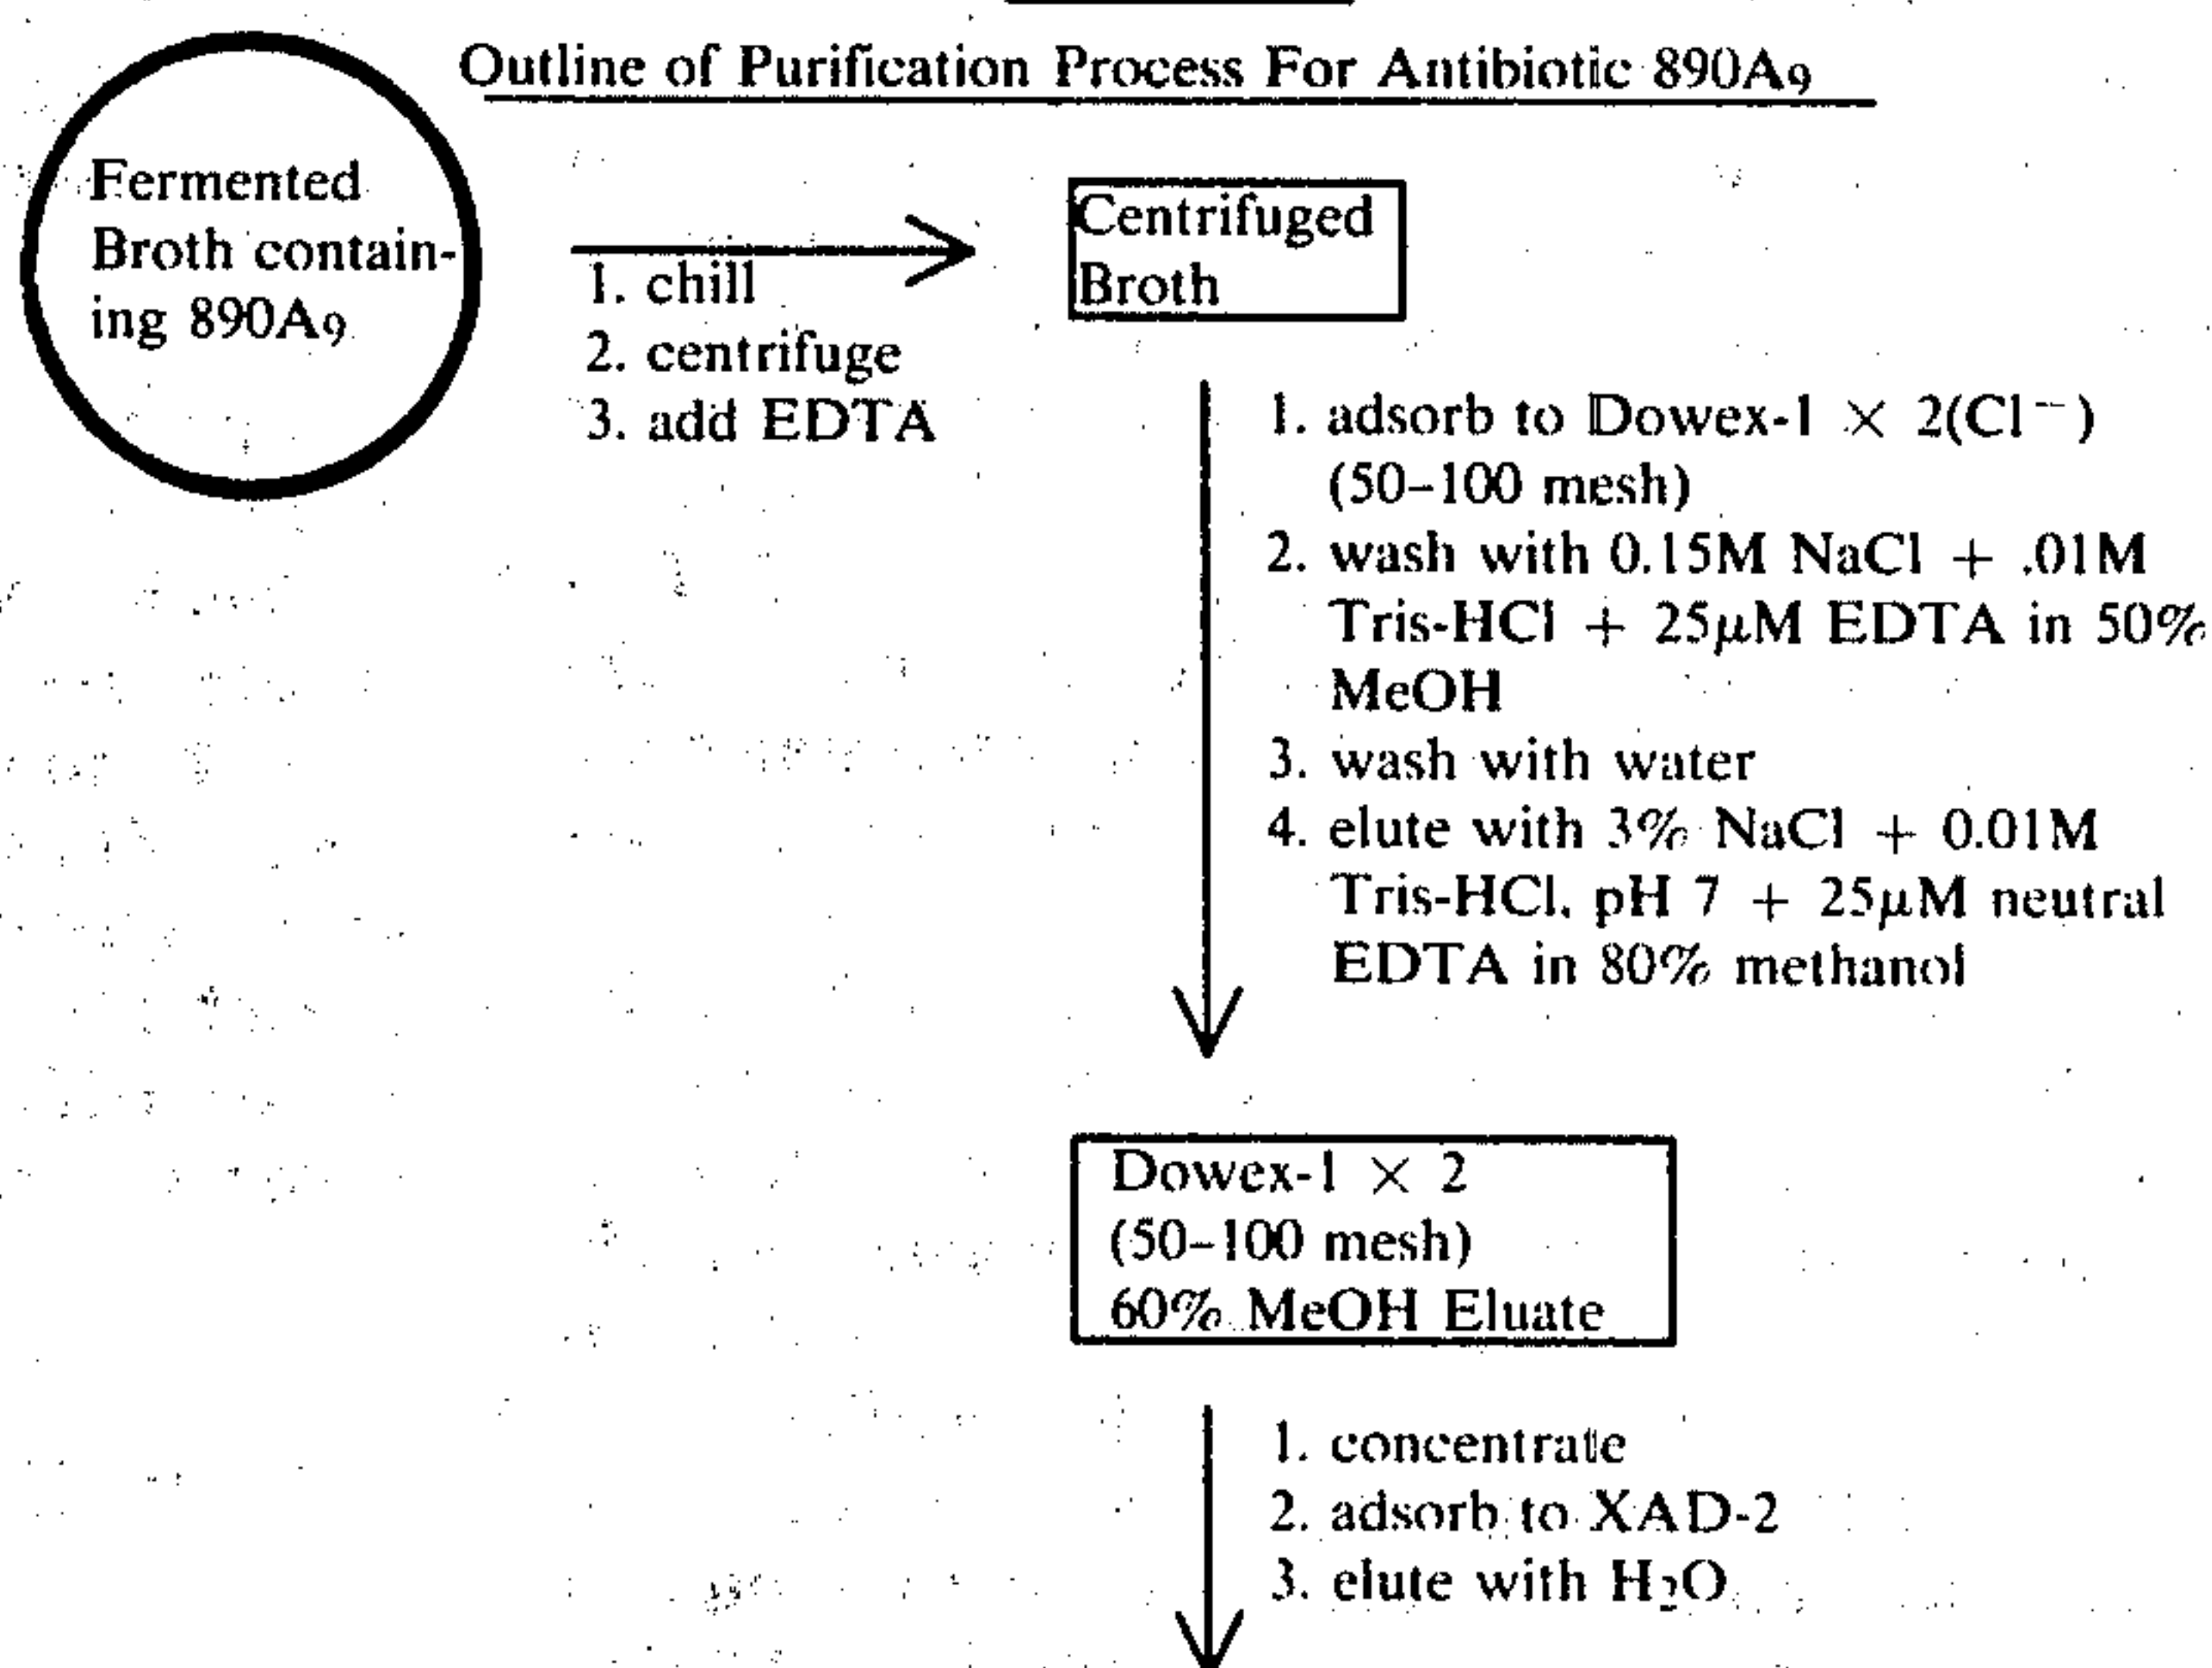 Outline of Purification Process For Antibiotic 890A₉
Fermented
Broth contain-
ing 890A₉
1. chill
2. centrifuge
3. add EDTA
Centrifuged
Broth
1. adsorb to Dowex-1 × 2(Cl⁻)
(50–100 mesh)
2. wash with 0.15M NaCl + .01M
Tris-HCl + 25μM EDTA in 50%
MeOH
3. wash with water
4. elute with 3% NaCl + 0.01M
Tris-HCl, pH 7 + 25μM neutral
EDTA in 80% methanol
Dowex-1 × 2
(50–100 mesh)
60% MeOH Eluate
1. concentrate
2. adsorb to XAD-2
3. elute with H₂O